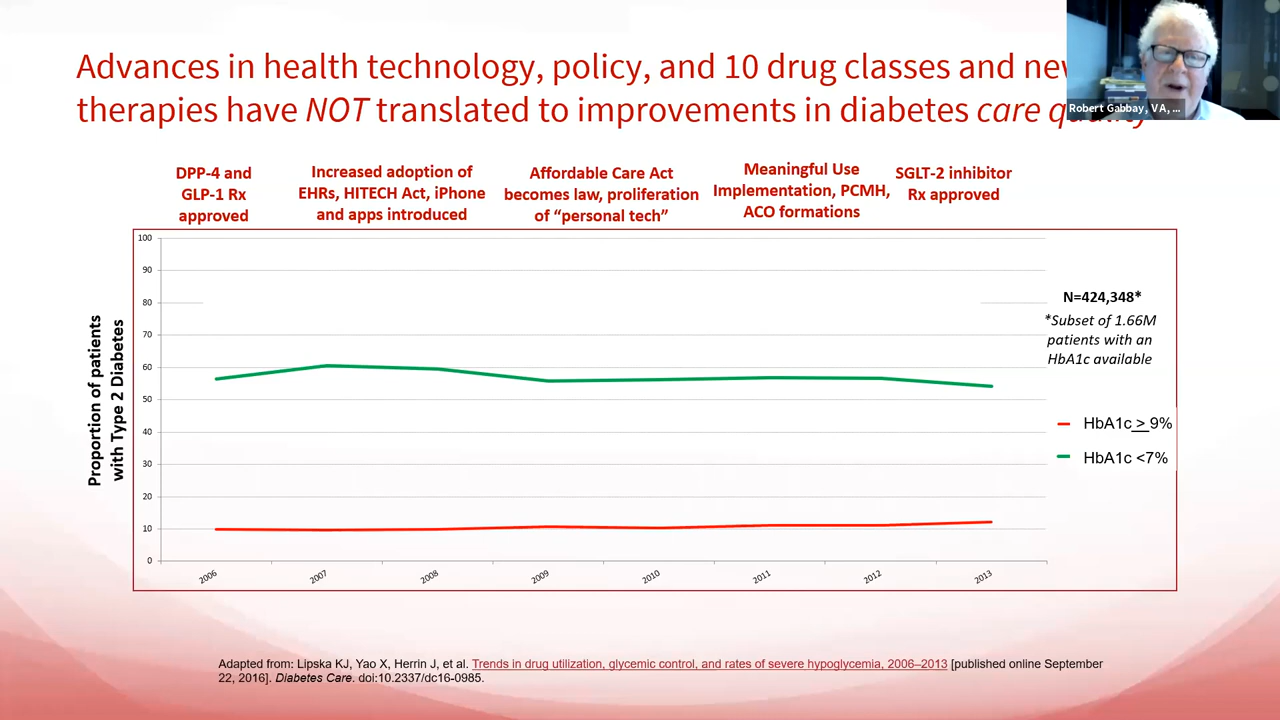 Advances in health technology, policy, and 10 drug classes and
therapies have NOT translated to improvements in diabetes care
Robert Gabbay, VA, ...
DPP-4 and
GLP-1 Rx
approved
Increased adoption of
EHRs, HITECH Act, iPhone
and apps introduced
Affordable Care Act
becomes law, proliferation
of “personal tech”
Meaningful Use
Implementation, PCMH,
ACO formations
SGLT-2 inhibitor
Rx approved
Proportion of patients
with Type 2 Diabetes
100
90
80
70
60
50
40
30
20
10
0
2006
2007
2008
2009
2010
2011
2012
2013
N=424,348*
*Subset of 1.66M
patients with an
HbA1c available
HbA1c > 9%
HbA1c <7%
Adapted from: Lipska KJ, Yao X, Herrin J, et al. Trends in drug utilization, glycemic control, and rates of severe hypoglycemia, 2006–2013 [published online September
22, 2016]. Diabetes Care. doi:10.2337/dc16-0985.